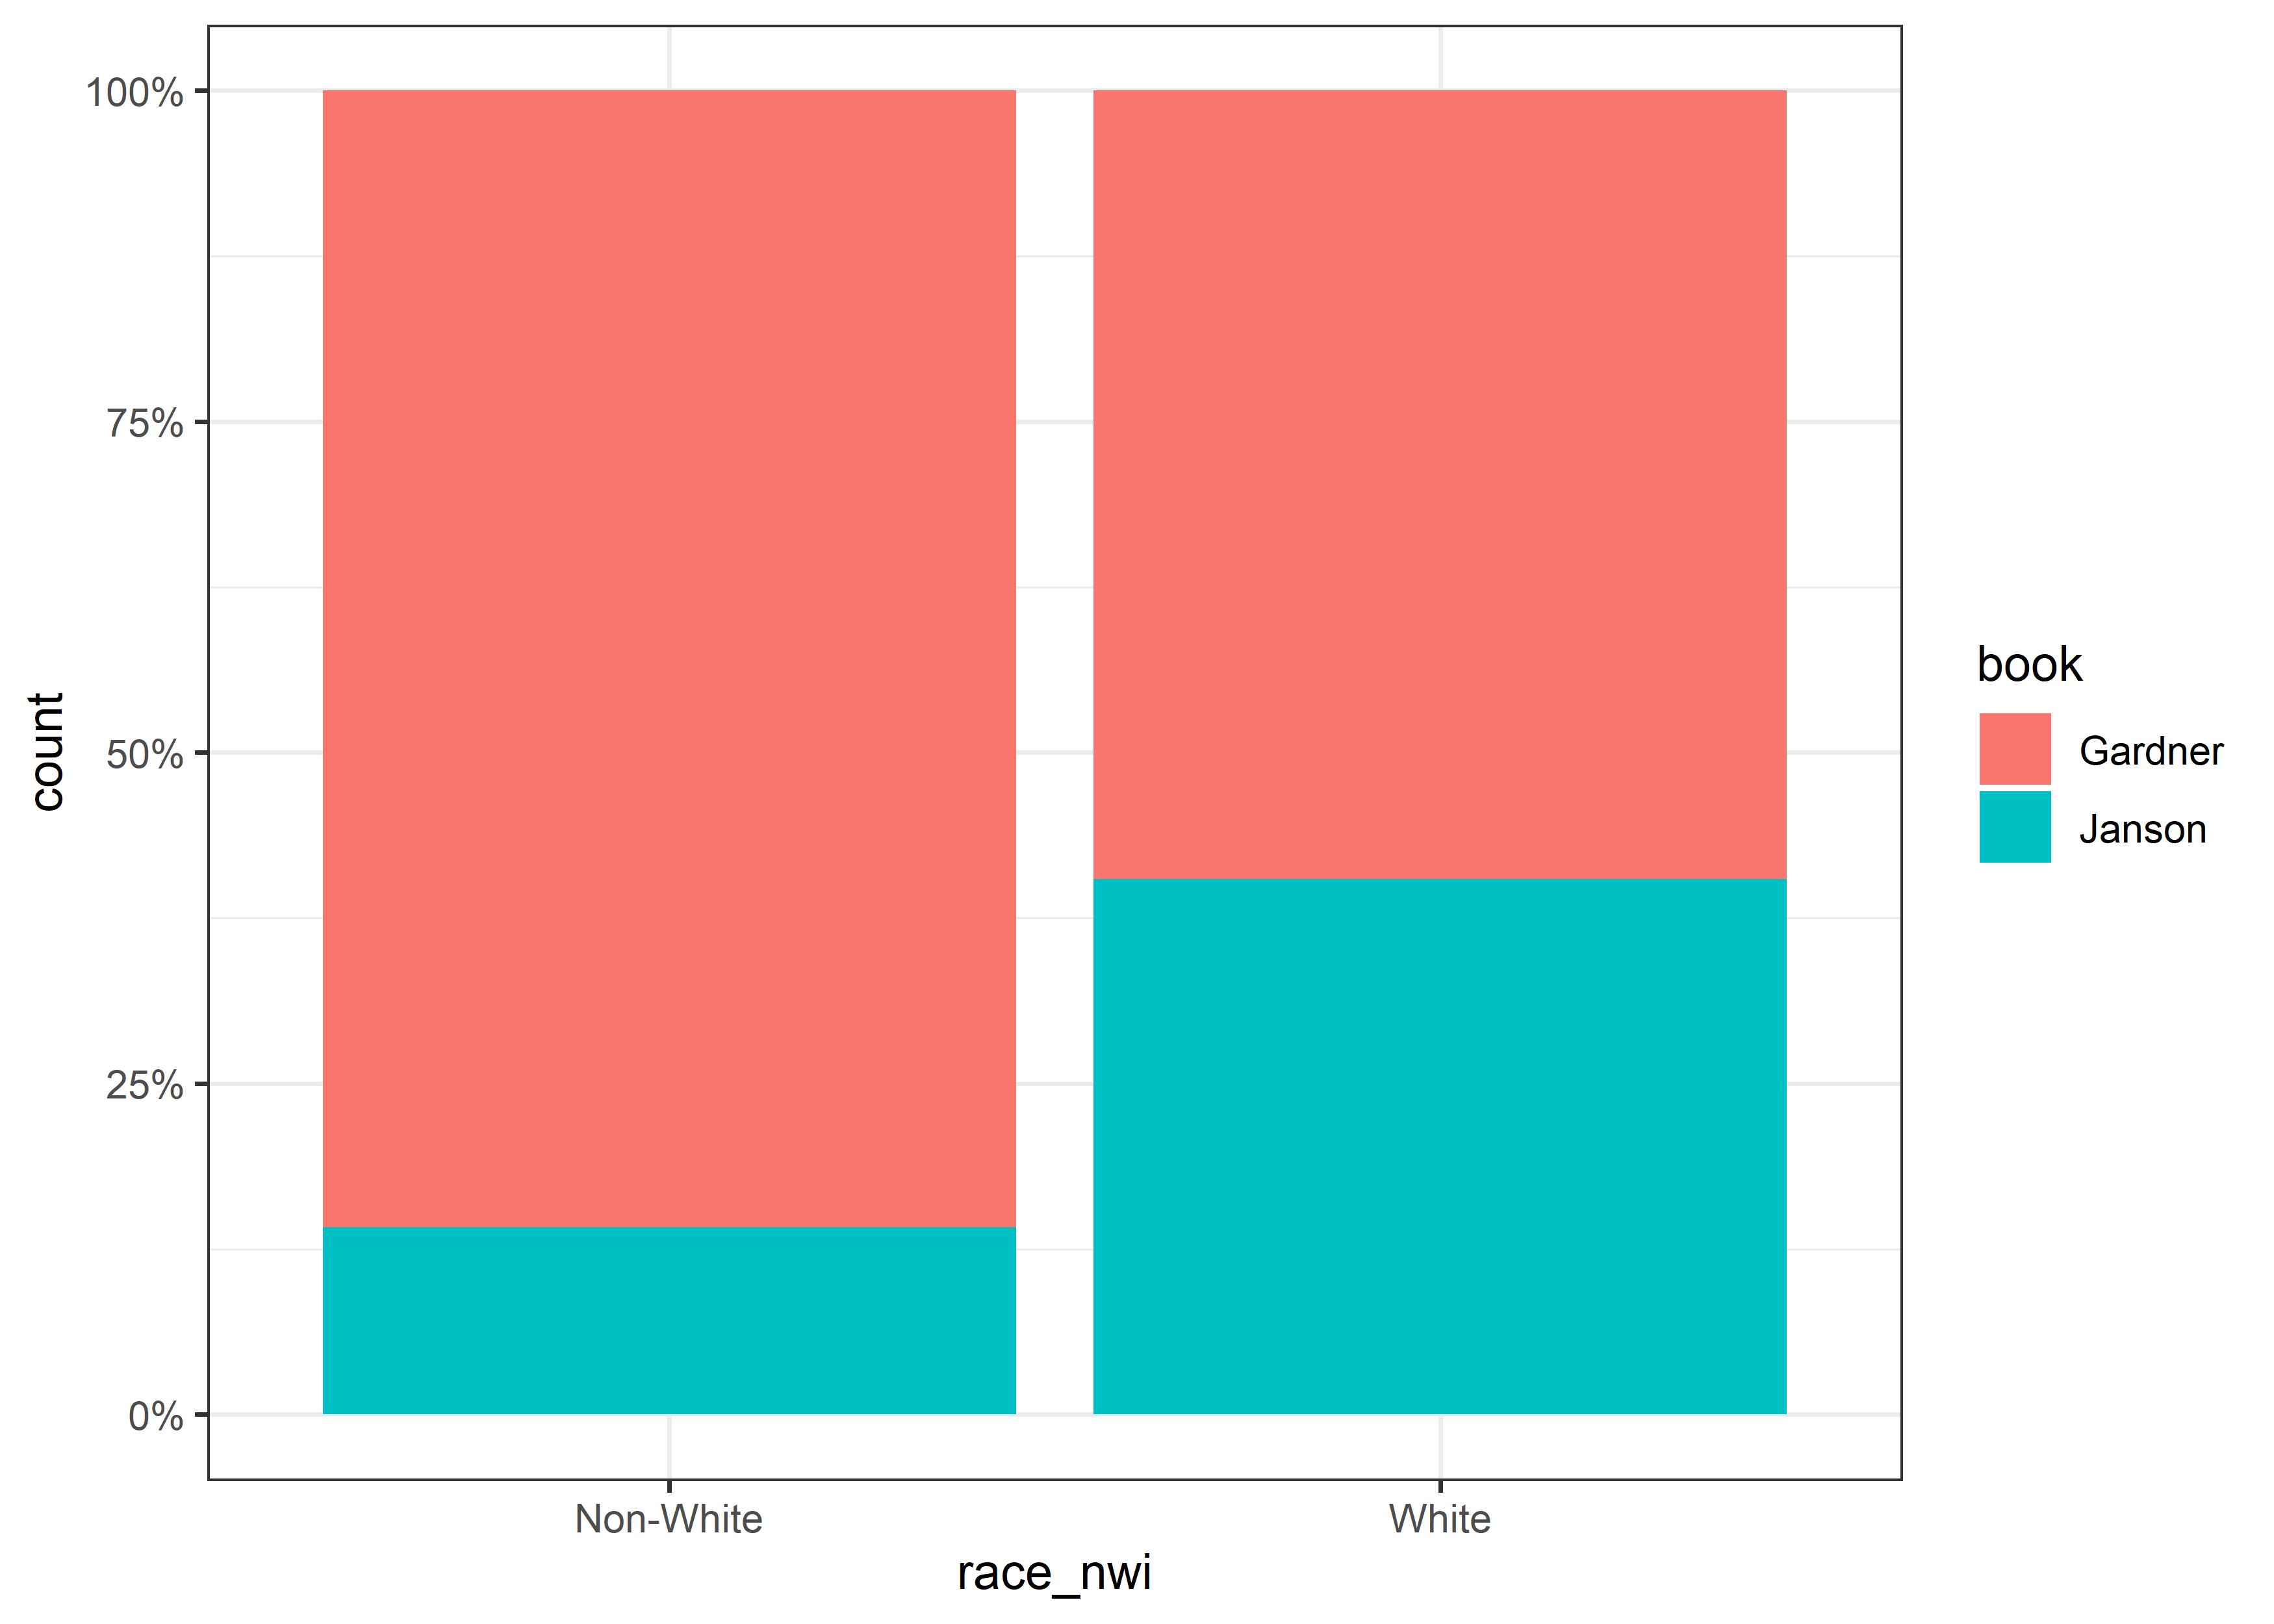 100%
75%
50%
25%
0%
count
Non-White
White
race_nwi
book
Gardner
Janson